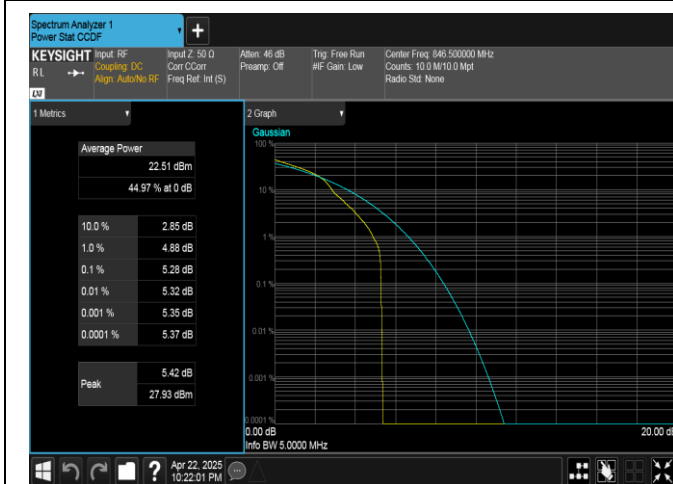 Spectrum Analyzer 1
Power Stat CCDF
+
KEYSIGHT
RL
LXI
Input: RF
Coupling: DC
Align: Auto/No RF
Input Z: 50 Ω
Corr CCorr
Freq Ref: Int (S)
Atten: 46 dB
Preamp: Off
Trig: Free Run
#IF Gain: Low
Center Freq: 846.500000 MHz
Counts: 10.0 M/10.0 Mpt
Radio Std: None
1 Metrics
Average Power
22.51 dBm
44.97 % at 0 dB
10.0 % 2.85 dB
1.0 % 4.88 dB
0.1 % 5.28 dB
0.01 % 5.32 dB
0.001 % 5.35 dB
0.0001 % 5.37 dB
Peak
5.42 dB
27.93 dBm
2 Graph
Gaussian
100 %
10 %
1 %
0.1 %
0.01 %
0.001 %
0.0001 %
0.00 dB
20.00 d
Info BW 5.0000 MHz
?
Apr 22, 2025
10:22:01 PM